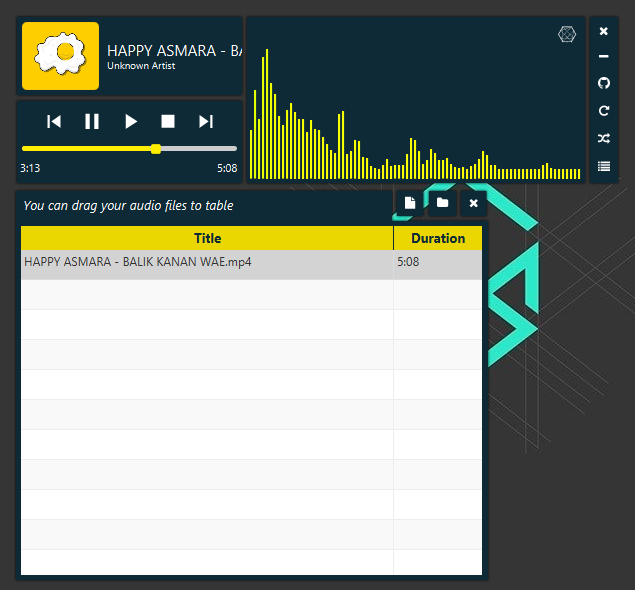 HAPPY ASMARA - BA
Unknown Artist
3:13
5:08
You can drag your audio files to table
Title Duration
HAPPY ASMARA - BALIK KANAN WAE.mp4 5:08